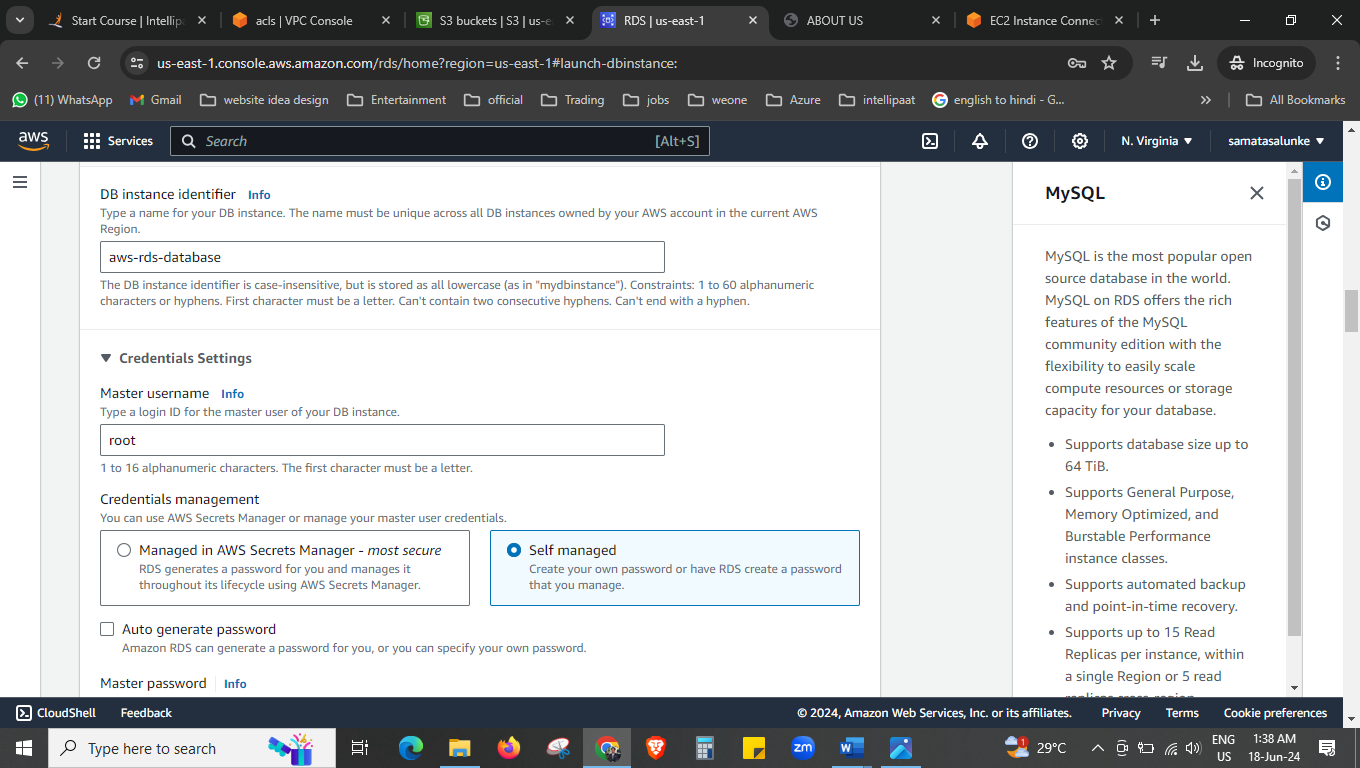 Start Course | Intellipa
acls | VPC Console
S3 buckets | S3 | us-e
RDS | us-east-1
ABOUT US
EC2 Instance Connec
us-east-1.console.aws.amazon.com/rds/home?region=us-east-1#launch-dbinstance:
Incognito
(11) WhatsApp
Gmail
website idea design
Entertainment
official
Trading
jobs
weone
Azure
intellipaat
english to hindi - G...
All Bookmarks
aws
Services
Search
[Alt+S]
N. Virginia
samatasalunke
DB instance identifier Info
Type a name for your DB instance. The name must be unique across all DB instances owned by your AWS account in the current AWS
Region.
aws-rds-database
The DB instance identifier is case-insensitive, but is stored as all lowercase (as in "mydbinstance"). Constraints: 1 to 60 alphanumeric
characters or hyphens. First character must be a letter. Can't contain two consecutive hyphens. Can't end with a hyphen.
Credentials Settings
Master username Info
Type a login ID for the master user of your DB instance.
root
1 to 16 alphanumeric characters. The first character must be a letter.
Credentials management
You can use AWS Secrets Manager or manage your master user credentials.
Managed in AWS Secrets Manager - most secure
RDS generates a password for you and manages it
throughout its lifecycle using AWS Secrets Manager.
Self managed
Create your own password or have RDS create a password
that you manage.
Auto generate password
Amazon RDS can generate a password for you, or you can specify your own password.
Master password Info
MySQL
MySQL is the most popular open
source database in the world.
MySQL on RDS offers the rich
features of the MySQL
community edition with the
flexibility to easily scale
compute resources or storage
capacity for your database.
• Supports database size up to
64 TiB.
• Supports General Purpose,
Memory Optimized, and
Burstable Performance
instance classes.
• Supports automated backup
and point-in-time recovery.
• Supports up to 15 Read
Replicas per instance, within
a single Region or 5 read
replicas cross-region
CloudShell
Feedback
© 2024, Amazon Web Services, Inc. or its affiliates.
Privacy
Terms
Cookie preferences
Type here to search
zm
1
29°C
ENG
US
1:38 AM
18-Jun-24